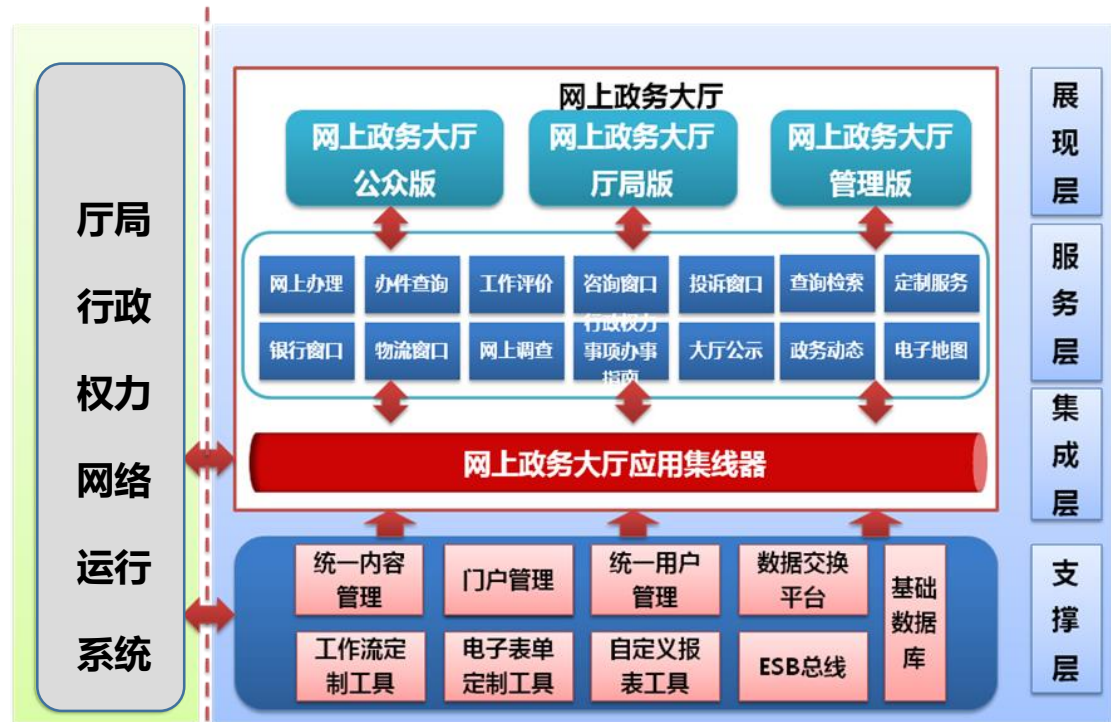 厅局
行政
权力
网络
运行
系统
网上政务大厅
网上政务大厅
公众版
网上政务大厅
厅局版
网上政务大厅
管理版
网上办理
办件查询
工作评价
咨询窗口
投诉窗口
查询检索
定制服务
银行窗口
物流窗口
网上调查
行政权力
事项办事
指南
大厅公示
政务动态
电子地图
网上政务大厅应用集线器
统一内容
管理
门户管理
统一用户
管理
数据交换
平台
基础
数据
库
工作流定
制工具
电子表单
定制工具
自定义报
表工具
ESB总线
展
现
层
服
务
层
集
成
层
支
撑
层